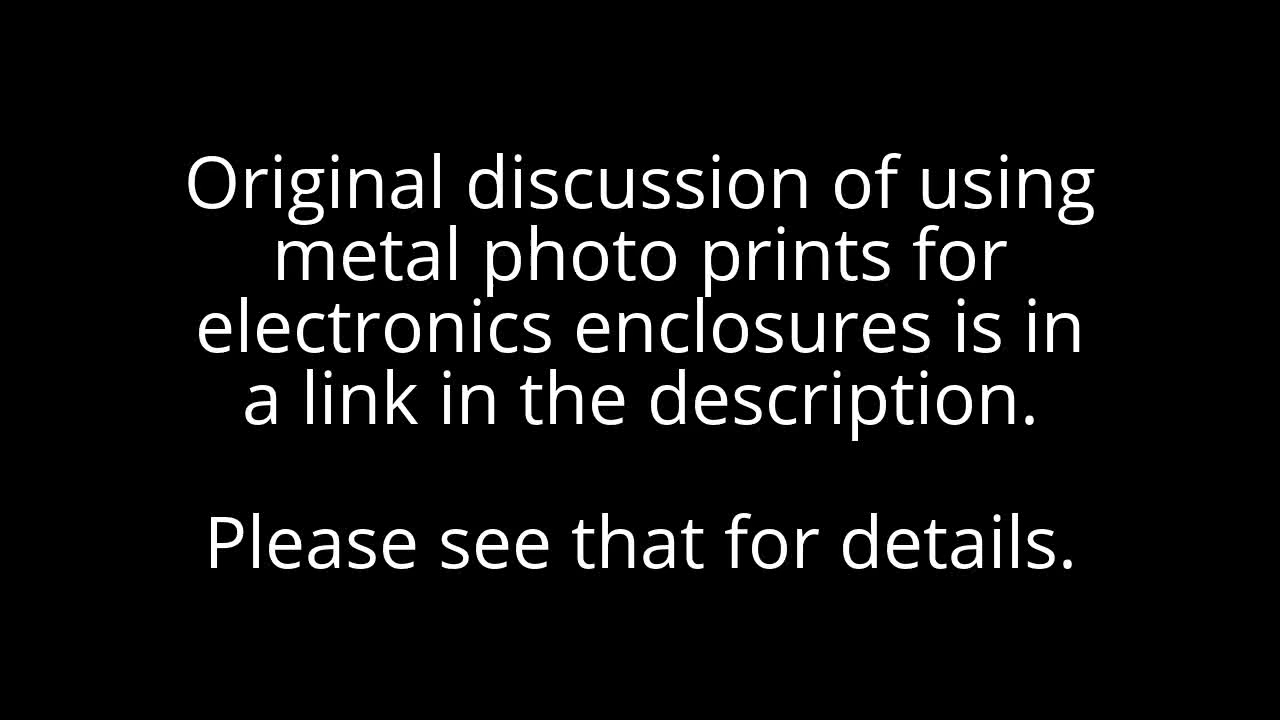 Original discussion of using
metal photo prints for
electronics enclosures is in
a link in the description.
Please see that for details.